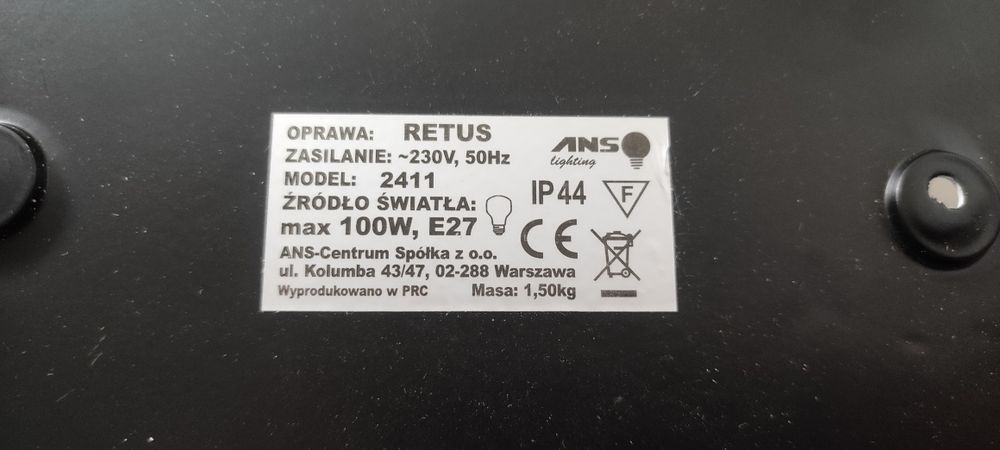 OPRAWA: RETUS
ZASILANIE: ~230V, 50Hz
MODEL: 2411
ŹRÓDŁO ŚWIATŁA:
max 100W, E27
ANS-Centrum Spółka z o.o.
ul. Kolumba 43/47, 02-288 Warszawa
Wyprodukowano w PRC Masa: 1,50kg
ANS
lighting
IP44
F
CE